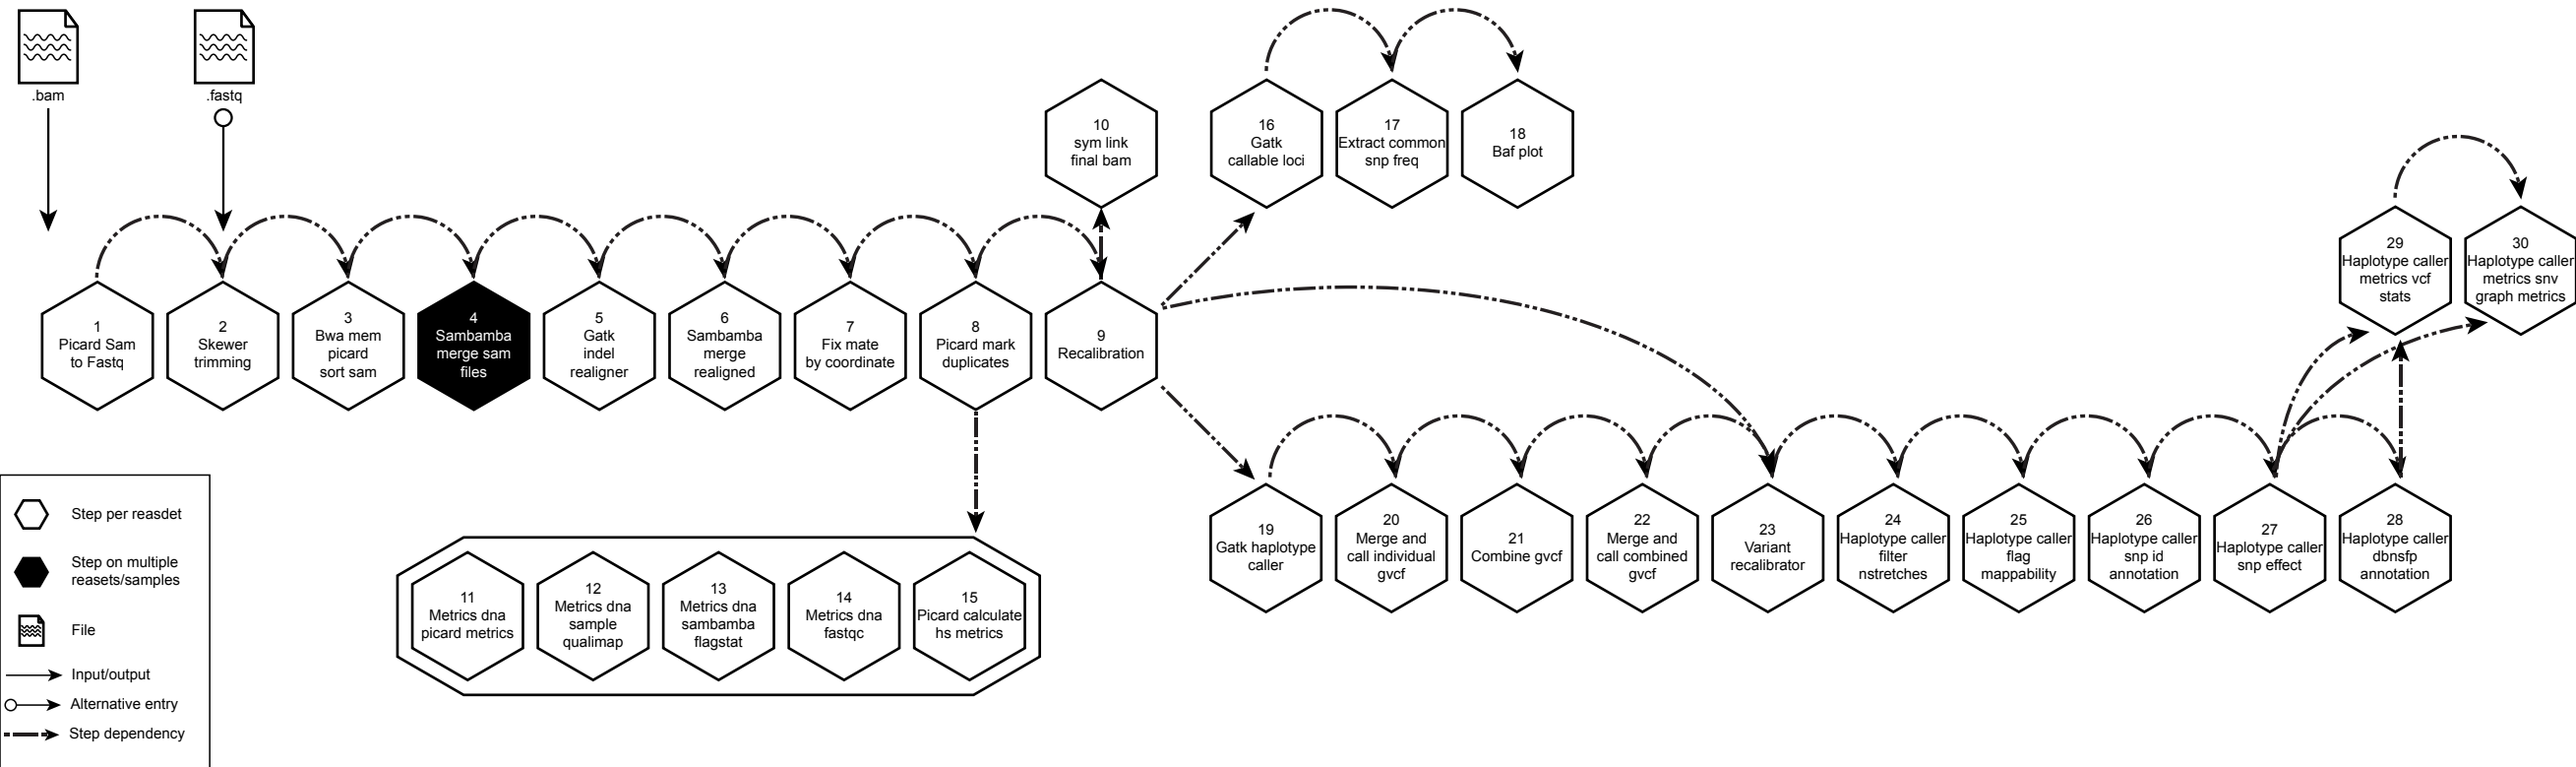 .bam
.fastq
1
Picard Sam
to Fastq
2
Skewer
trimming
3
Bwa mem
picard
sort sam
4
Sambamba
merge sam
files
5
Gatk
indel
realigner
6
Sambamba
merge
realigned
7
Fix mate
by coordinate
8
Picard mark
duplicates
9
Recalibration
10
sym link
final bam
11
Metrics dna
picard metrics
12
Metrics dna
sample
qualimap
13
Metrics dna
sambamba
flagstat
14
Metrics dna
fastqc
15
Picard calculate
hs metrics
16
Gatk
callable loci
17
Extract common
snp freq
18
Baf plot
19
Gatk haplotype
caller
20
Merge and
call individual
gvcf
21
Combine gvcf
22
Merge and
call combined
gvcf
23
Variant
recalibrator
24
Haplotype caller
filter
nstretches
25
Haplotype caller
flag
mappability
26
Haplotype caller
snp id
annotation
27
Haplotype caller
snp effect
28
Haplotype caller
dbnsfp
annotation
29
Haplotype caller
metrics vcf
stats
30
Haplotype caller
metrics snv
graph metrics
Step per reasdet
Step on multiple
reasets/samples
File
Input/output
Alternative entry
Step dependency